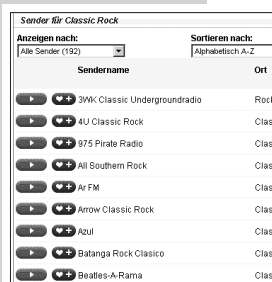 Sender für Classic Rock
Anzeigen nach: Sortieren nach:
Alle Sender (192) Alphabetisch A-Z
Sendername Ort
3WK Classic Undergroundradio Rock
4U Classic Rock Clas
975 Pirate Radio Clas
All Southern Rock Clas
Ar FM Clas
Arrow Classic Rock Clas
Azul Clas
Batanga Rock Clasico Clas
Beatles-A-Rama Clas